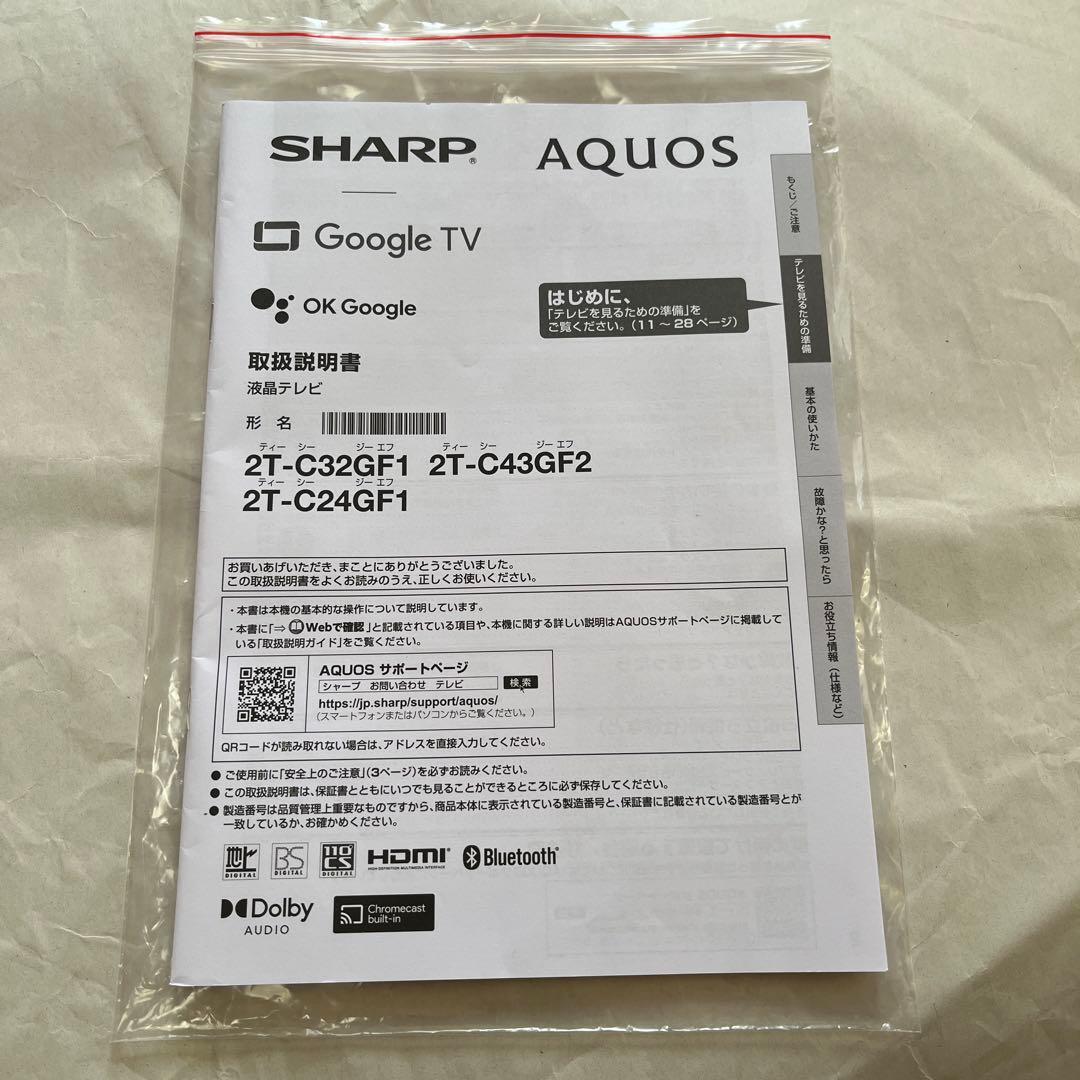 SHARP®
AQUOS
Google TV
OK Google
はじめに、
「テレビを見るための準備」を
ご覧ください。(11 ～ 28 ページ)
取扱説明書
液晶テレビ
形 名
ティー シー ジー エフ ティー シー ジー エフ
2T-C32GF1 2T-C43GF2
ティー シー ジー エフ
2T-C24GF1
お買いあげいただき、まことにありがとうございました。
この取扱説明書をよくお読みのうえ、正しくお使いください。
・本書は本機の基本的な操作について説明しています。
・本書に「⇒ Webで確認」と記載されている項目や、本機に関する詳しい説明はAQUOSサポートページに掲載して
いる「取扱説明ガイド」をご覧ください。
AQUOS サポートページ
シャープ お問い合わせ テレビ 検索
https://jp.sharp/support/aquos/
(スマートフォンまたはパソコンからご覧ください。)
QRコードが読み取れない場合は、アドレスを直接入力してください。
● ご使用前に「安全上のご注意」(3ページ)を必ずお読みください。
● この取扱説明書は、保証書とともにいつでも見ることができるところに必ず保存してください。
● 製造番号は品質管理上重要なものですから、商品本体に表示されている製造番号と、保証書に記載されている製造番号とが
一致しているか、お確かめください。
地上 DIGITAL
BS DIGITAL
110°CS DIGITAL
HDMI®
HIGH-DEFINITION MULTIMEDIA INTERFACE
Bluetooth®
Dolby
AUDIO
Chromecast
built-in
もくじ／ご注意
テレビを見るための準備
基本の使いかた
故障かな？と思ったら
お役立ち情報（仕様など）